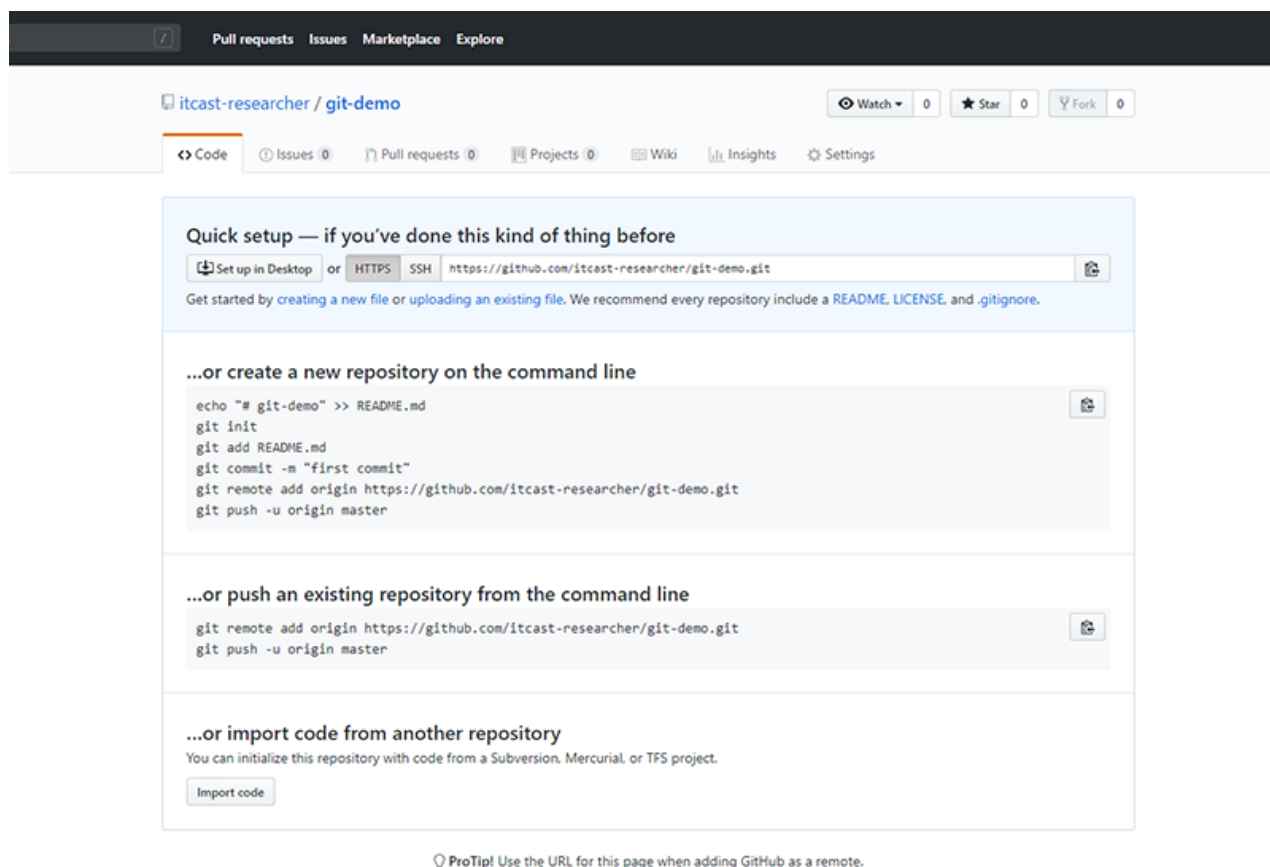 / Pull requests Issues Marketplace Explore
itcast-researcher / git-demo Watch 0 Star 0 Fork 0
Code Issues 0 Pull requests 0 Projects 0 Wiki Insights Settings
Quick setup — if you've done this kind of thing before
Set up in Desktop or HTTPS SSH https://github.com/itcast-researcher/git-demo.git
Get started by creating a new file or uploading an existing file. We recommend every repository include a README, LICENSE, and .gitignore.
...or create a new repository on the command line
echo "# git-demo" >> README.md
git init
git add README.md
git commit -m "first commit"
git remote add origin https://github.com/itcast-researcher/git-demo.git
git push -u origin master
...or push an existing repository from the command line
git remote add origin https://github.com/itcast-researcher/git-demo.git
git push -u origin master
...or import code from another repository
You can initialize this repository with code from a Subversion, Mercurial, or TFS project.
Import code
ProTip! Use the URL for this page when adding GitHub as a remote.